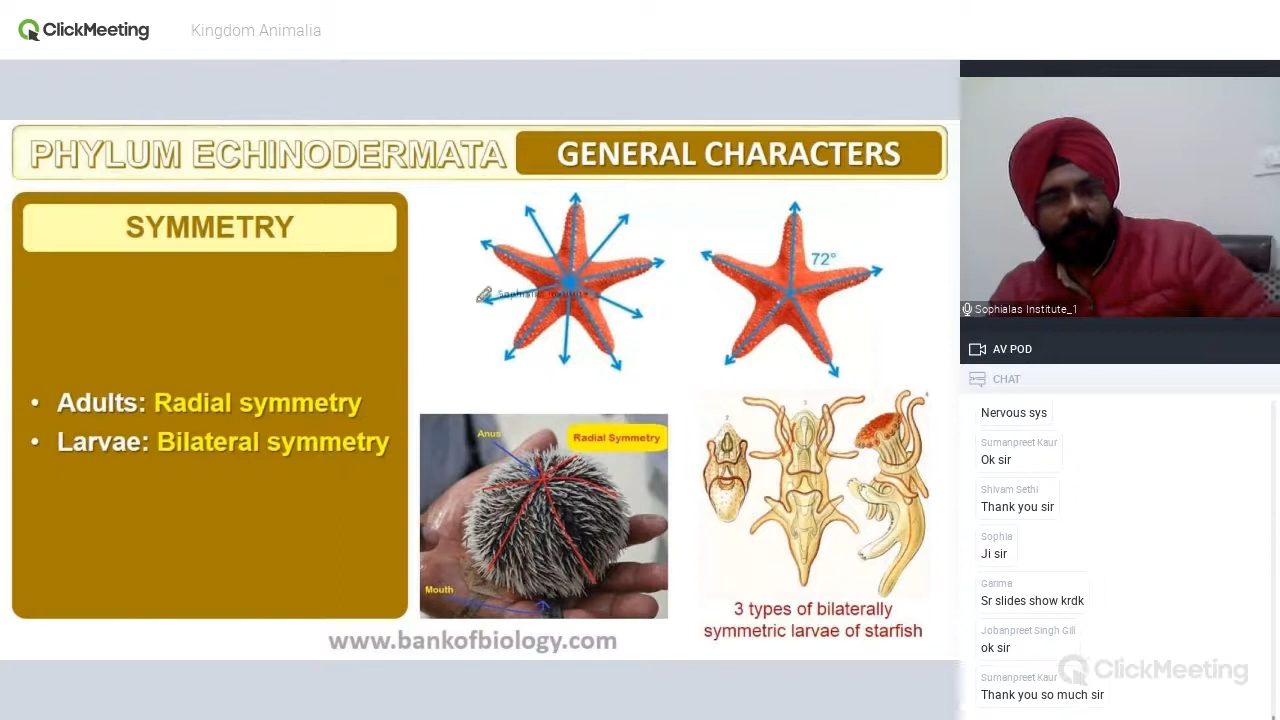 ClickMeeting
Kingdom Animalia
PHYLUM ECHINODERMATA
GENERAL CHARACTERS
SYMMETRY
• Adults: Radial symmetry
• Larvae: Bilateral symmetry
72°
Anus
Radial Symmetry
Mouth
2
3
4
3 types of bilaterally
symmetric larvae of starfish
www.bankofbiology.com
Sophialas Institute_1
AV POD
CHAT
Nervous sys
Sumanpreet Kaur
Ok sir
Shivam Sethi
Thank you sir
Sophia
Ji sir
Garima
Sr slides show krdk
Jobanpreet Singh Gill
ok sir
Sumanpreet Kaur
Thank you so much sir
ClickMeeting